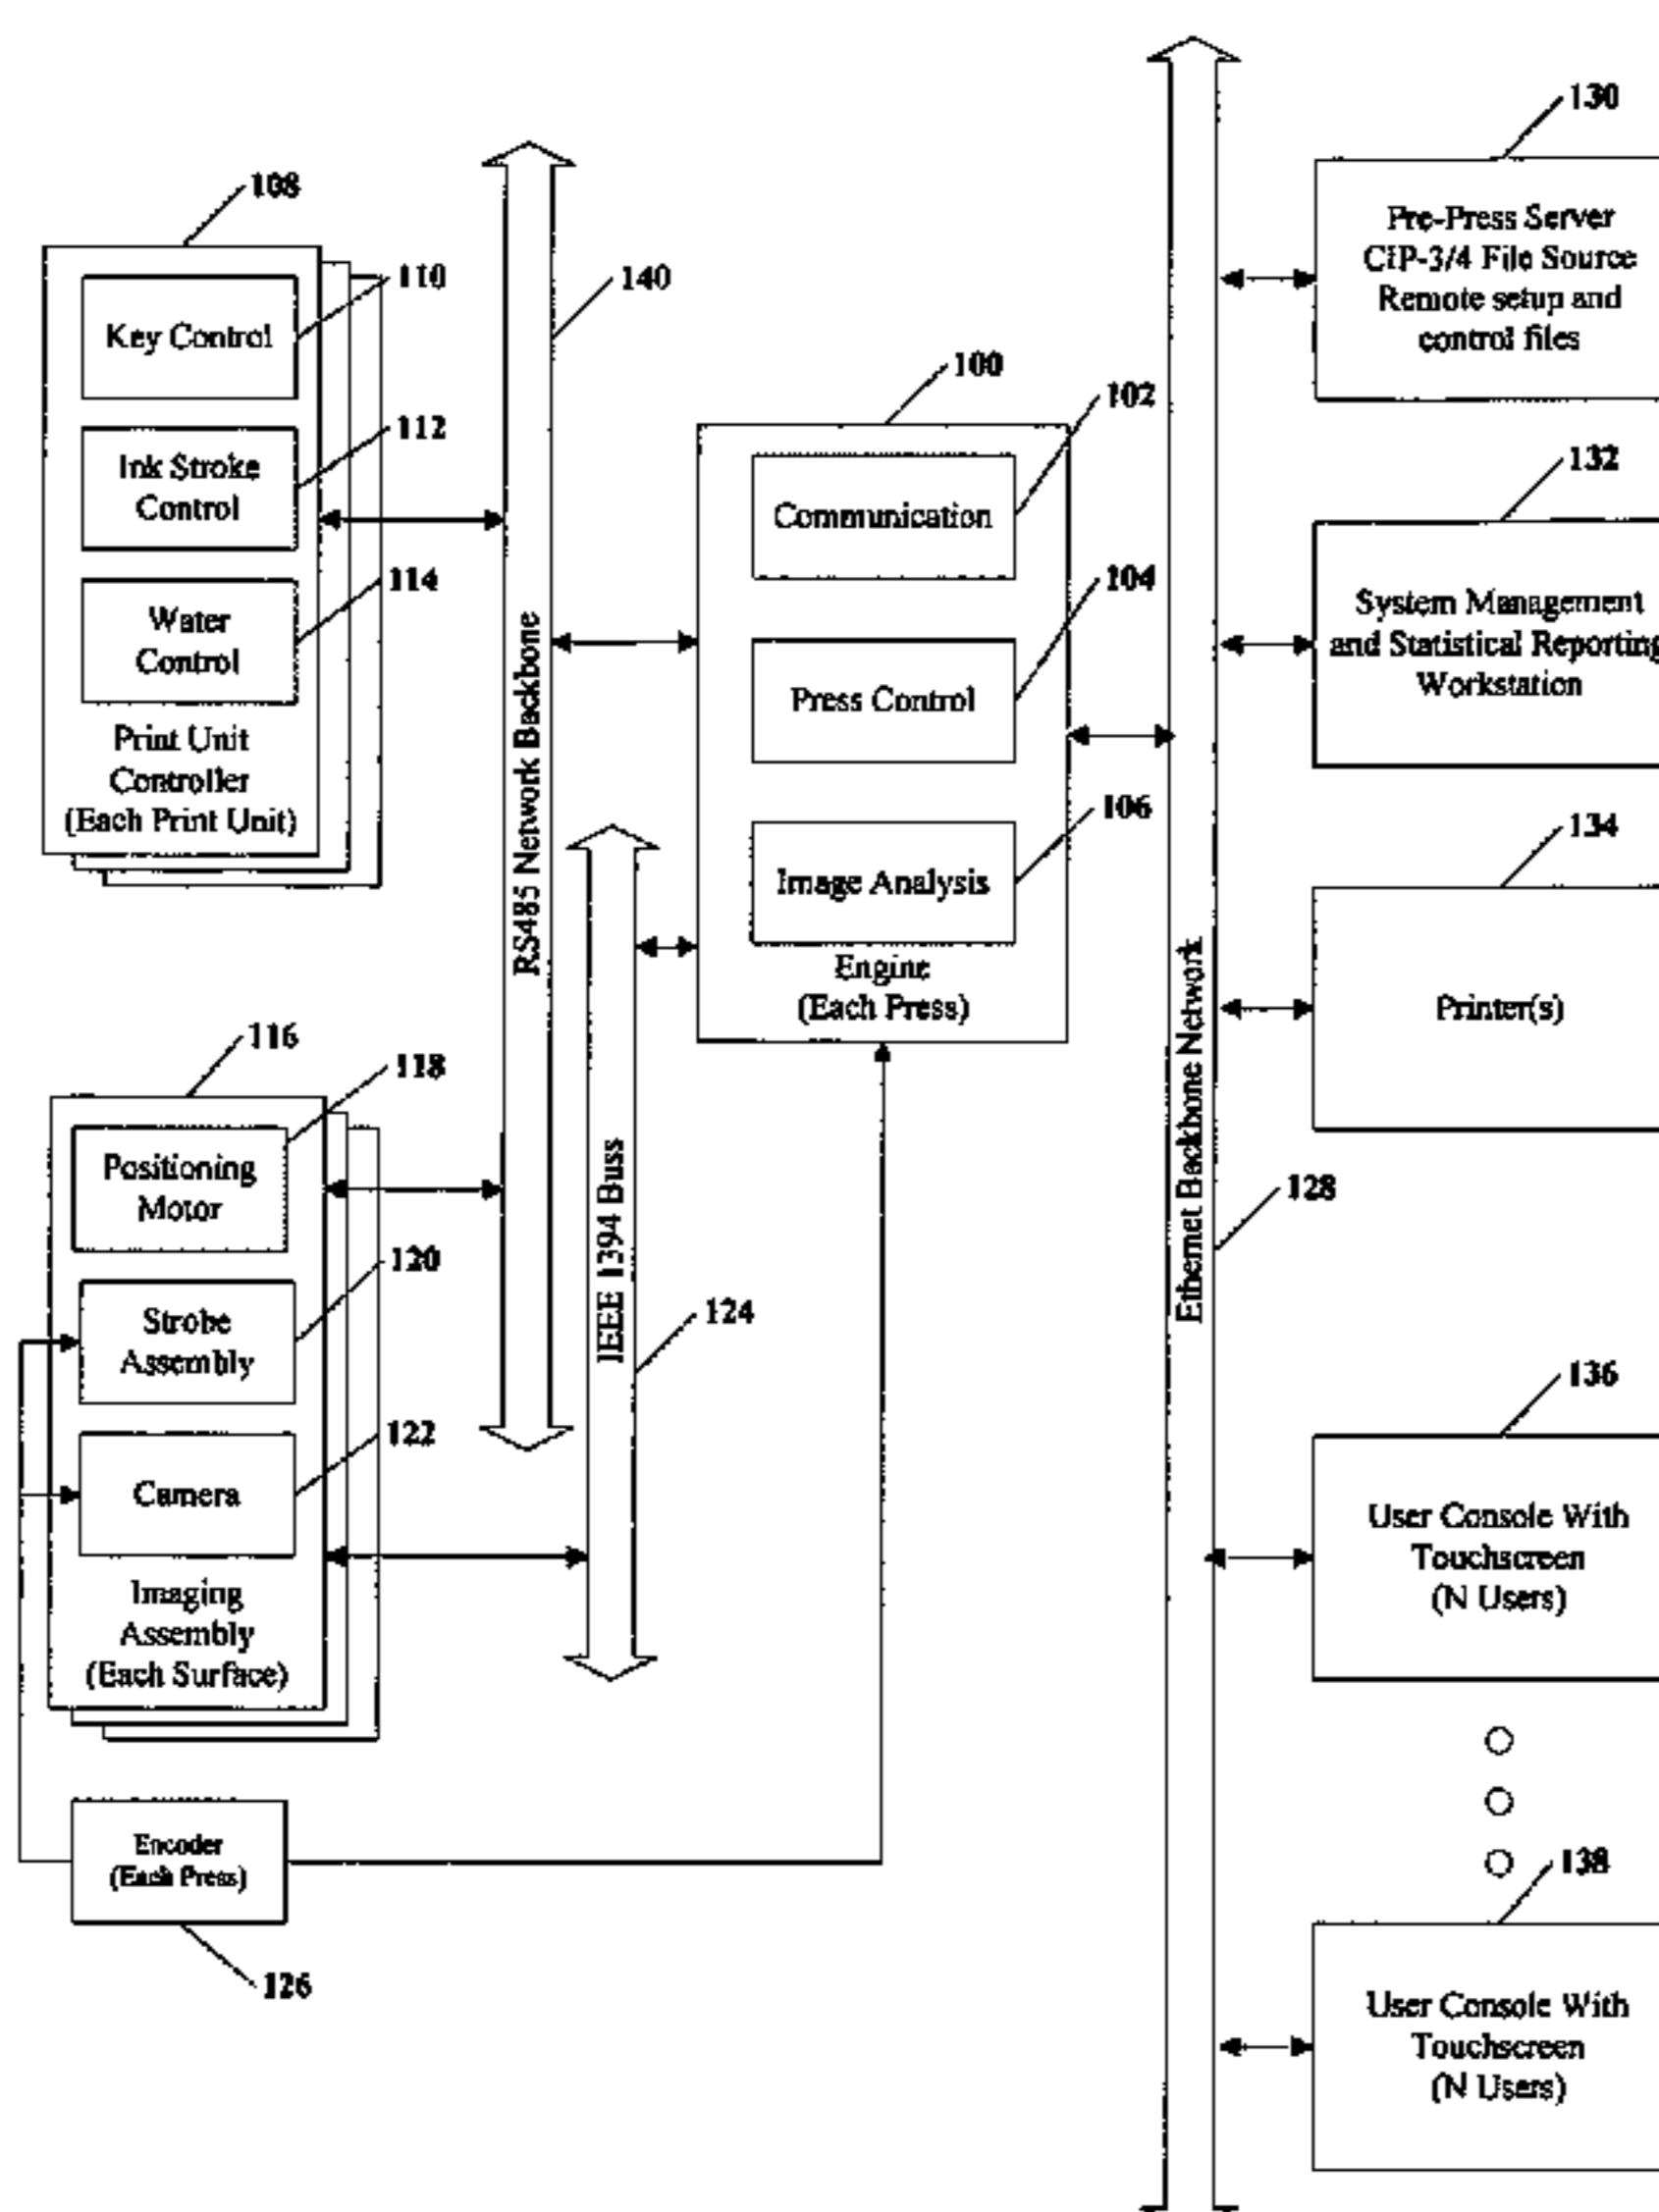 108
110
Key Control
112
Ink Stroke
Control
114
Water
Control
Print Unit
Controller
(Each Print Unit)
140
RS485 Network Backbone
100
102
Communication
104
Press Control
106
Image Analysis
Engine
(Each Press)
116
118
Positioning
Motor
120
Strobe
Assembly
122
Camera
Imaging
Assembly
(Each Surface)
IEEE 1394 Buss
124
Encoder
(Each Press)
126
Ethernet Backbone Network
128
130
Pre-Press Server
CIP-3/4 File Source
Remote setup and
control files
132
System Management
and Statistical Reporting
Workstation
134
Printer(s)
136
User Console With
Touchscreen
(N Users)
138
User Console With
Touchscreen
(N Users)